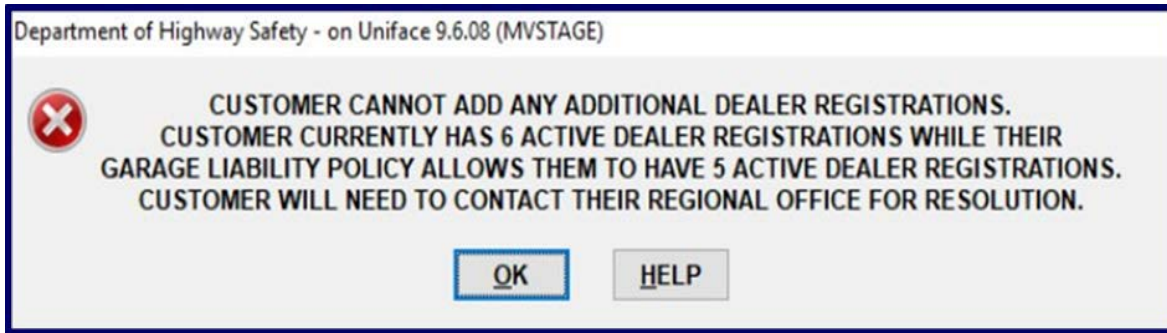 Department of Highway Safety - on Uniface 9.6.08 (MVSTAGE)
CUSTOMER CANNOT ADD ANY ADDITIONAL DEALER REGISTRATIONS.
CUSTOMER CURRENTLY HAS 6 ACTIVE DEALER REGISTRATIONS WHILE THEIR
GARAGE LIABILITY POLICY ALLOWS THEM TO HAVE 5 ACTIVE DEALER REGISTRATIONS.
CUSTOMER WILL NEED TO CONTACT THEIR REGIONAL OFFICE FOR RESOLUTION.
OK HELP